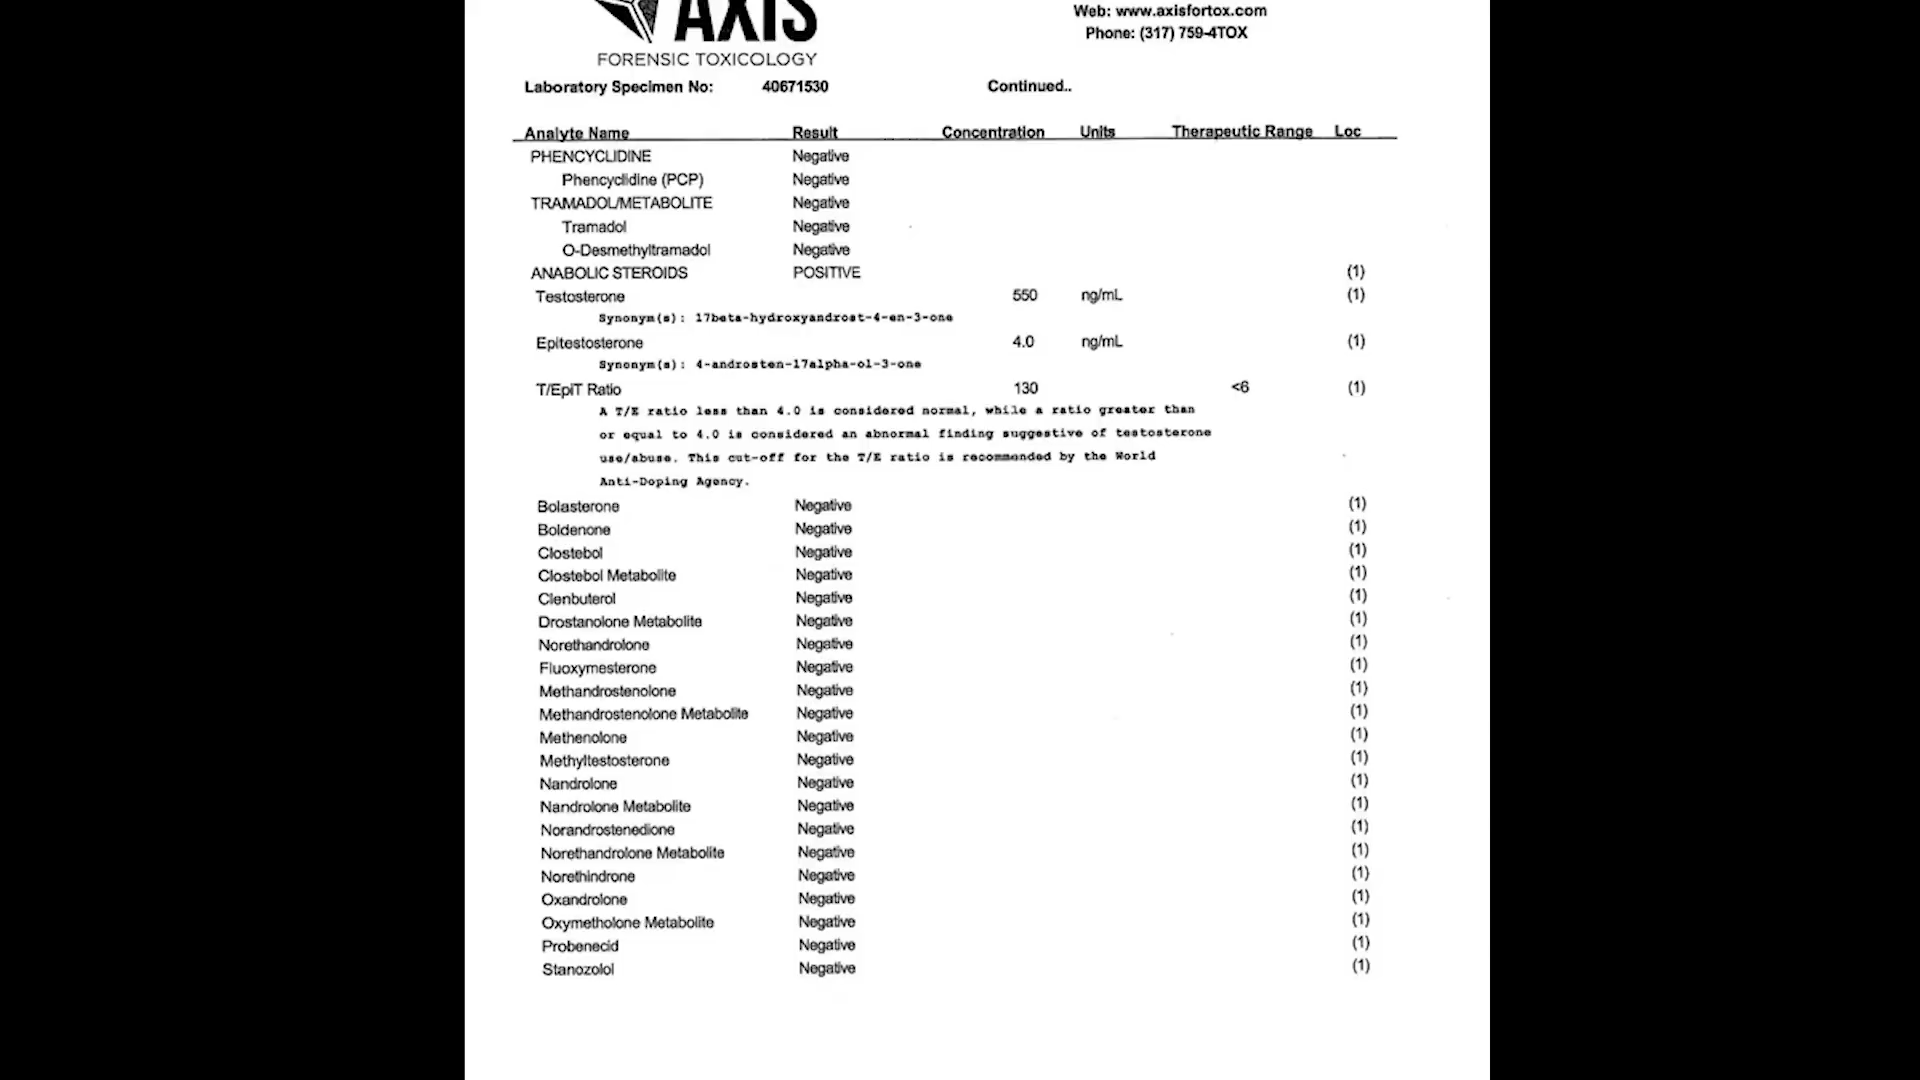 AXIS
FORENSIC TOXICOLOGY
Web: www.axisfortox.com
Phone: (317) 759-4TOX
Laboratory Specimen No: 40671530 Continued..
Analyte Name Result Concentration Units Therapeutic Range Loc
PHENCYCLIDINE Negative
Phencyclidine (PCP) Negative
TRAMADOL/METABOLITE Negative
Tramadol Negative
O-Desmethyltramadol Negative
ANABOLIC STEROIDS POSITIVE (1)
Testosterone 550 ng/mL (1)
Synonym(s): 17beta-hydroxyandrost-4-en-3-one
Epitestosterone 4.0 ng/mL (1)
Synonym(s): 4-androsten-17alpha-ol-3-one
T/EpiT Ratio 130 <6 (1)
A T/E ratio less than 4.0 is considered normal, while a ratio greater than
or equal to 4.0 is considered an abnormal finding suggestive of testosterone
use/abuse. This cut-off for the T/E ratio is recommended by the World
Anti-Doping Agency.
Bolasterone Negative (1)
Boldenone Negative (1)
Clostebol Negative (1)
Clostebol Metabolite Negative (1)
Clenbuterol Negative (1)
Drostanolone Metabolite Negative (1)
Norethandrolone Negative (1)
Fluoxymesterone Negative (1)
Methandrostenolone Negative (1)
Methandrostenolone Metabolite Negative (1)
Methenolone Negative (1)
Methyltestosterone Negative (1)
Nandrolone Negative (1)
Nandrolone Metabolite Negative (1)
Norandrostenedione Negative (1)
Norethandrolone Metabolite Negative (1)
Norethindrone Negative (1)
Oxandrolone Negative (1)
Oxymetholone Metabolite Negative (1)
Probenecid Negative (1)
Stanozolol Negative (1)